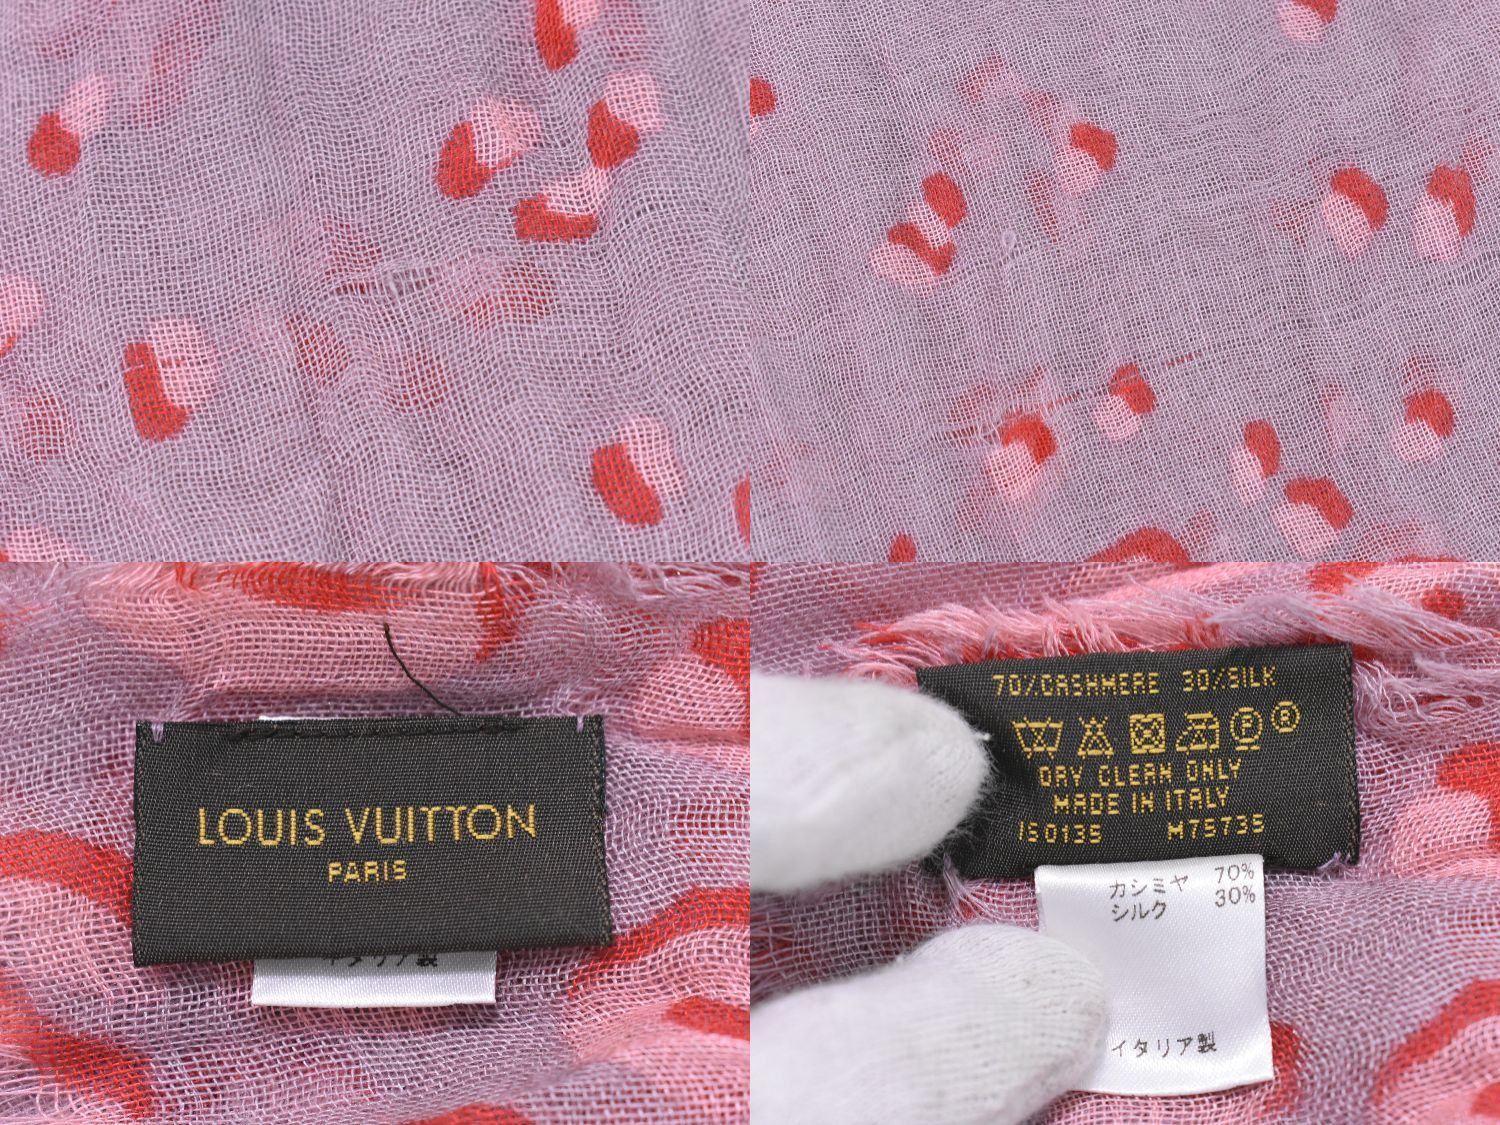 LOUIS VUITTON
PARIS
イタリア製
70%CASHMERE 30%SILK
P R
DRY CLEAN ONLY
MADE IN ITALY
IS0135 M75735
カシミヤ 70%
シルク 30%
イタリア製